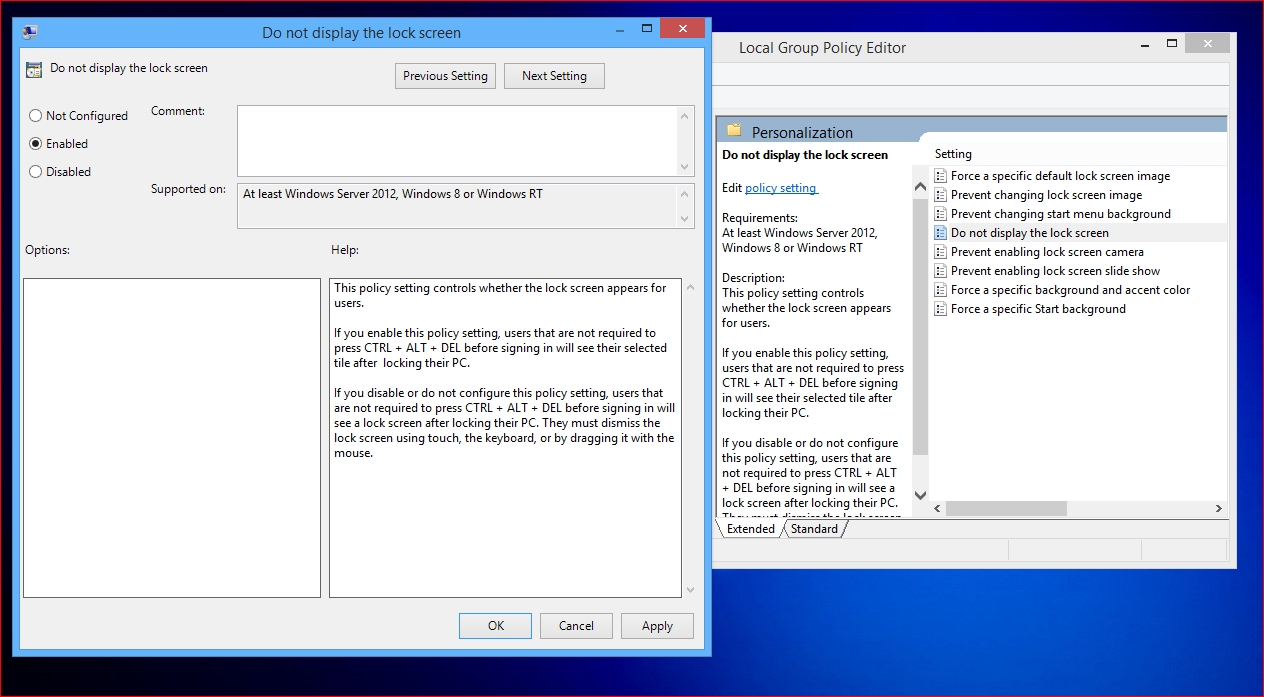 Do not display the lock screen
Do not display the lock screen
Previous Setting
Next Setting
Not Configured
Enabled
Disabled
Comment:
Supported on:
At least Windows Server 2012, Windows 8 or Windows RT
Options:
Help:
This policy setting controls whether the lock screen appears for
users.
If you enable this policy setting, users that are not required to
press CTRL + ALT + DEL before signing in will see their selected
tile after  locking their PC.
If you disable or do not configure this policy setting, users that
are not required to press CTRL + ALT + DEL before signing in will
see a lock screen after locking their PC. They must dismiss the
lock screen using touch, the keyboard, or by dragging it with the
mouse.
OK
Cancel
Apply
Local Group Policy Editor
Personalization
Do not display the lock screen
Edit policy setting
Requirements:
At least Windows Server 2012,
Windows 8 or Windows RT
Description:
This policy setting controls
whether the lock screen appears
for users.
If you enable this policy setting,
users that are not required to press
CTRL + ALT + DEL before signing
in will see their selected tile after
locking their PC.
If you disable or do not configure
this policy setting, users that are
not required to press CTRL + ALT
+ DEL before signing in will see a
lock screen after locking their PC.
They must dismiss the lock screen
Setting
Force a specific default lock screen image
Prevent changing lock screen image
Prevent changing start menu background
Do not display the lock screen
Prevent enabling lock screen camera
Prevent enabling lock screen slide show
Force a specific background and accent color
Force a specific Start background
Extended
Standard